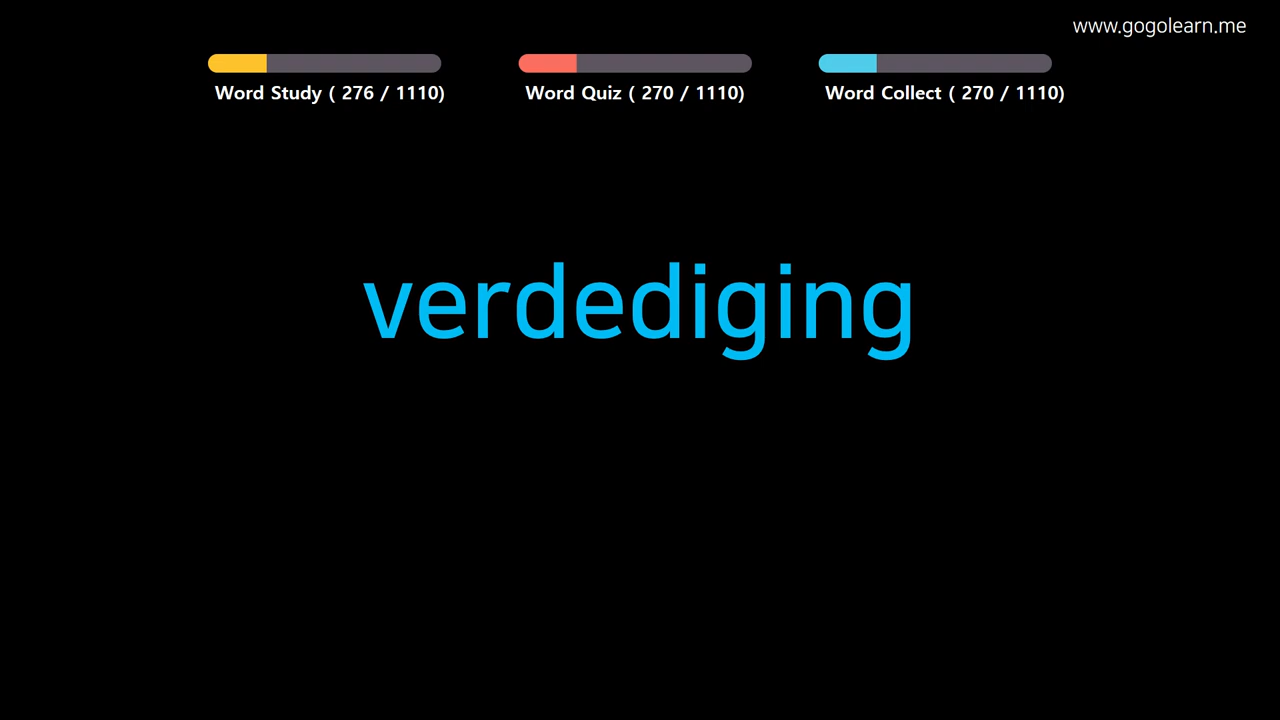 www.gogolearn.me
Word Study ( 276 / 1110)
Word Quiz ( 270 / 1110)
Word Collect ( 270 / 1110)
verdediging